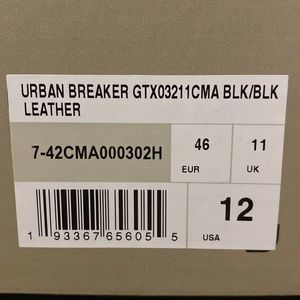 URBAN BREAKER GTX03211CMA BLK/BLK
LEATHER
7-42CMA000302H
46
EUR
11
UK
1 93367 65605 5
12
USA